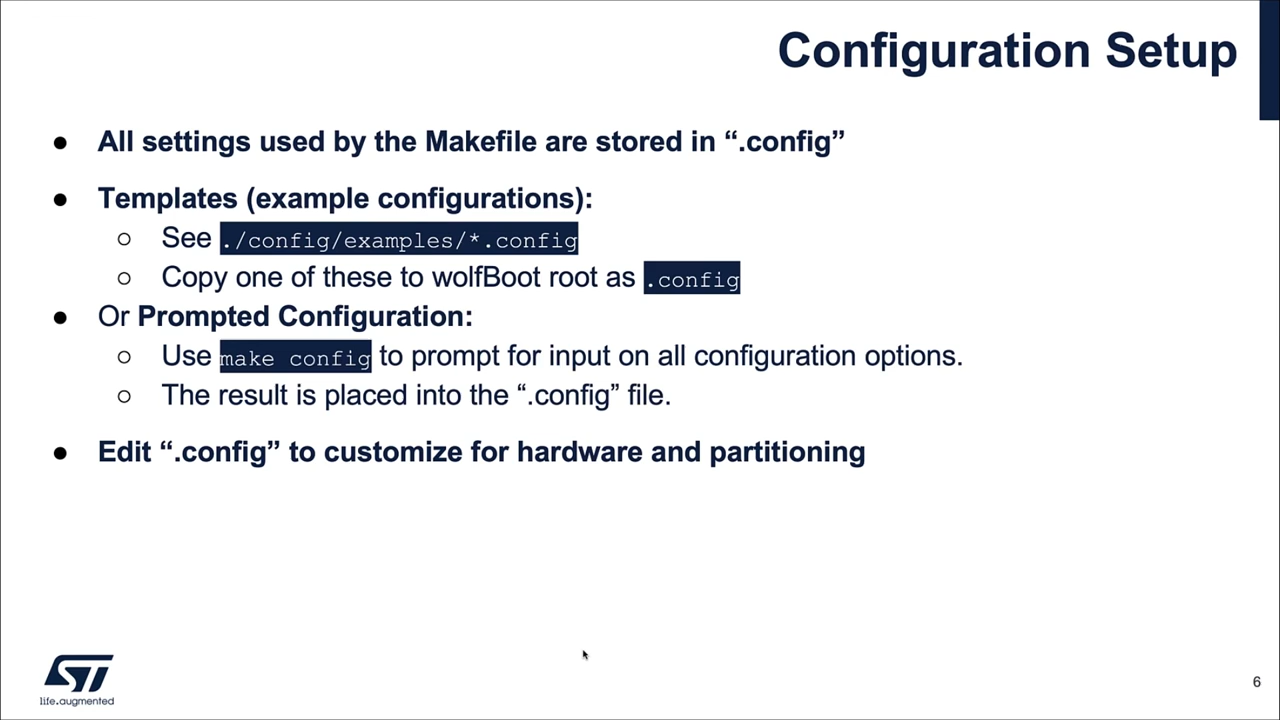 Configuration Setup
● All settings used by the Makefile are stored in “.config”
● Templates (example configurations):
○ See ./config/examples/*.config
○ Copy one of these to wolfBoot root as .config
● Or Prompted Configuration:
○ Use make config to prompt for input on all configuration options.
○ The result is placed into the “.config” file.
● Edit “.config” to customize for hardware and partitioning
ST
life.augmented
6